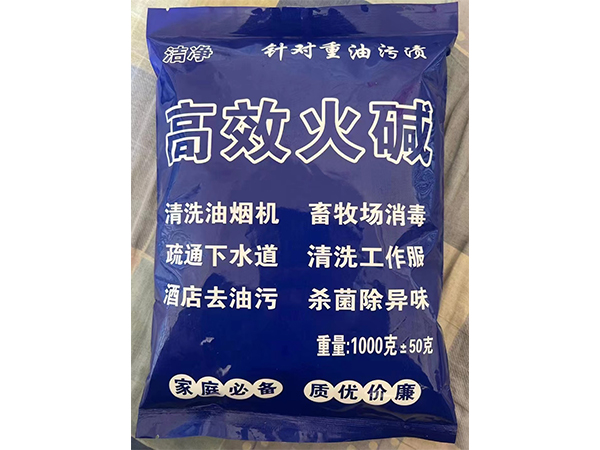 洁净 针对重油污渍
高效火碱
清洗油烟机 畜牧场消毒
疏通下水道 清洗工作服
酒店去油污 杀菌除异味
重量:1000克±50克
家庭必备 质优价廉